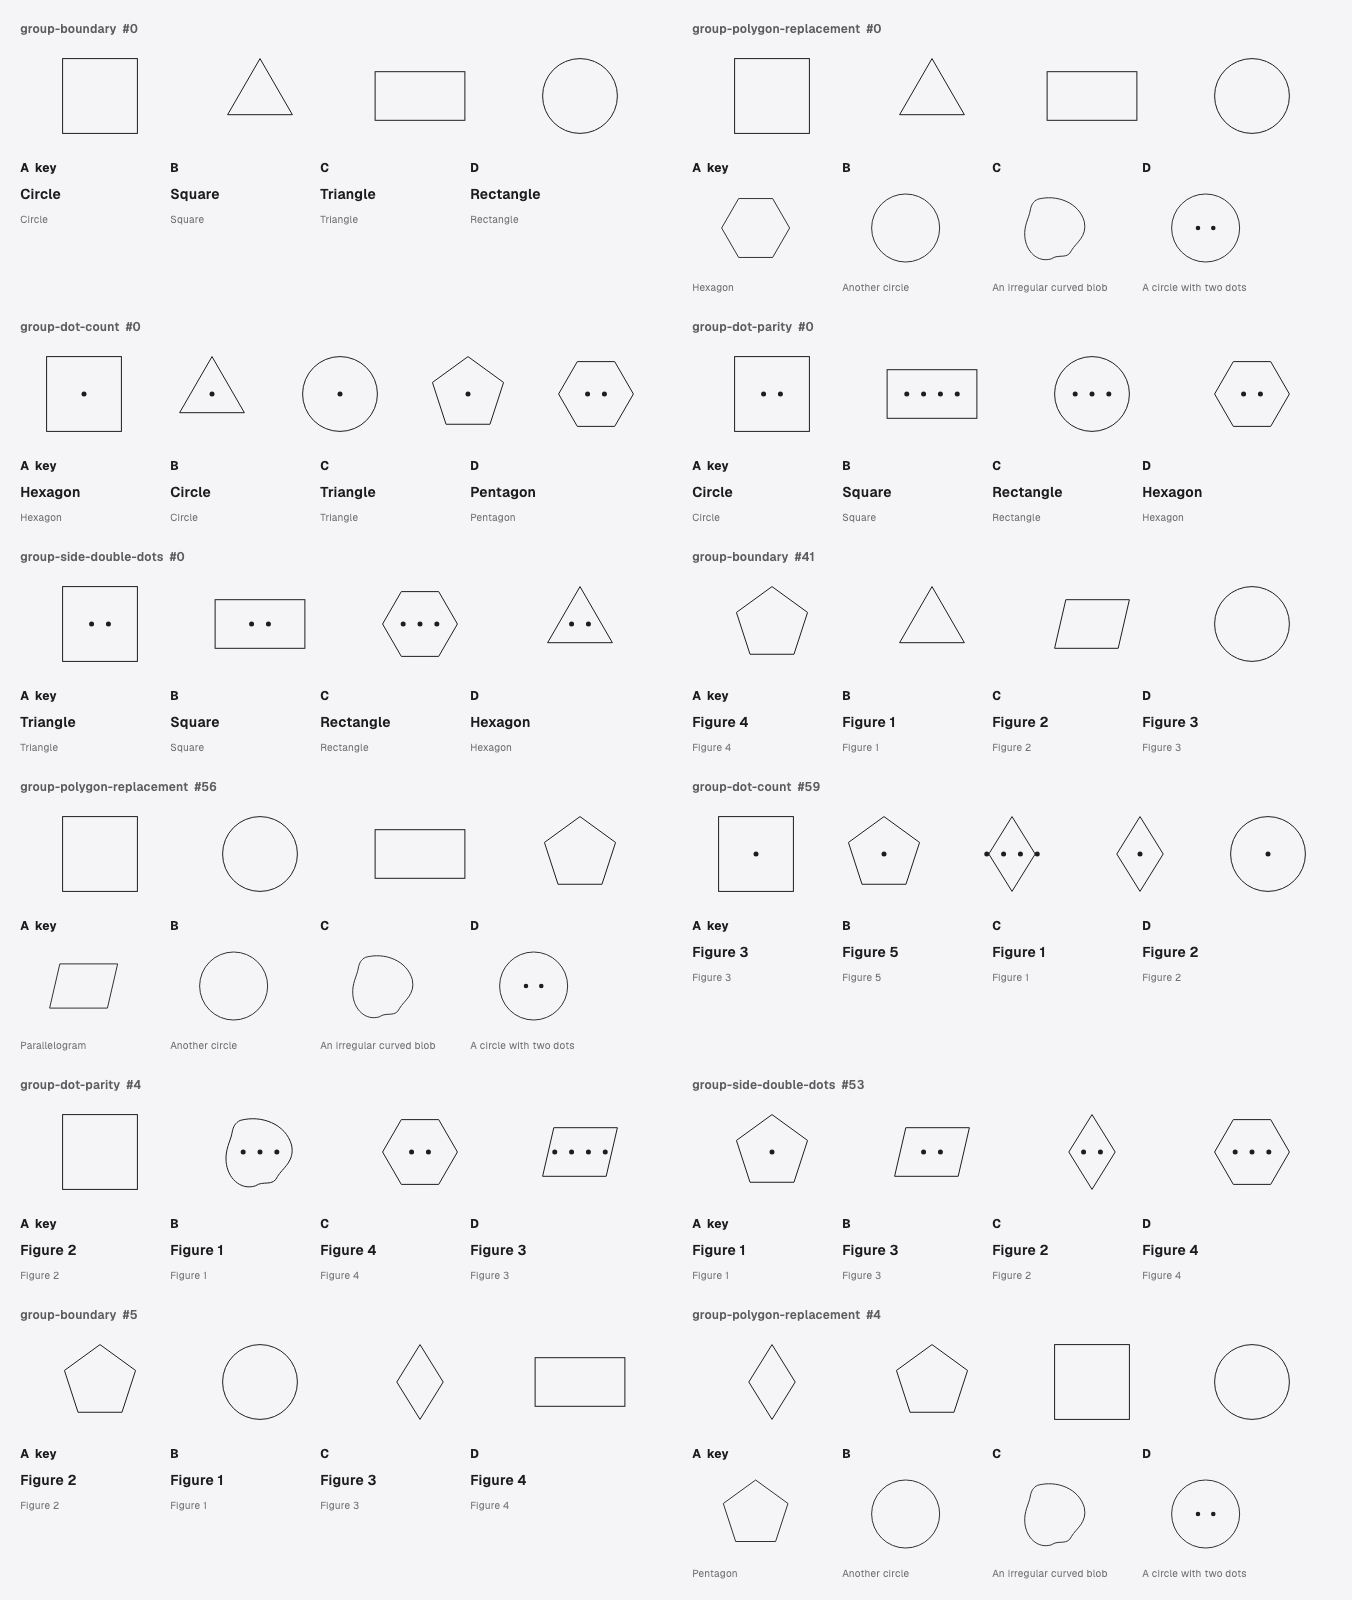 group-boundary #0
A key
B
C
D
Circle
Square
Triangle
Rectangle
Circle
Square
Triangle
Rectangle
group-polygon-replacement #0
A key
B
C
D
Hexagon
Another circle
An irregular curved blob
A circle with two dots
group-dot-count #0
A key
B
C
D
Hexagon
Circle
Triangle
Pentagon
Hexagon
Circle
Triangle
Pentagon
group-dot-parity #0
A key
B
C
D
Circle
Square
Rectangle
Hexagon
Circle
Square
Rectangle
Hexagon
group-side-double-dots #0
A key
B
C
D
Triangle
Square
Rectangle
Hexagon
Triangle
Square
Rectangle
Hexagon
group-boundary #41
A key
B
C
D
Figure 4
Figure 1
Figure 2
Figure 3
Figure 4
Figure 1
Figure 2
Figure 3
group-polygon-replacement #56
A key
B
C
D
Parallelogram
Another circle
An irregular curved blob
A circle with two dots
group-dot-count #59
A key
B
C
D
Figure 3
Figure 5
Figure 1
Figure 2
Figure 3
Figure 5
Figure 1
Figure 2
group-dot-parity #4
A key
B
C
D
Figure 2
Figure 1
Figure 4
Figure 3
Figure 2
Figure 1
Figure 4
Figure 3
group-side-double-dots #53
A key
B
C
D
Figure 1
Figure 3
Figure 2
Figure 4
Figure 1
Figure 3
Figure 2
Figure 4
group-boundary #5
A key
B
C
D
Figure 2
Figure 1
Figure 3
Figure 4
Figure 2
Figure 1
Figure 3
Figure 4
group-polygon-replacement #4
A key
B
C
D
Pentagon
Another circle
An irregular curved blob
A circle with two dots